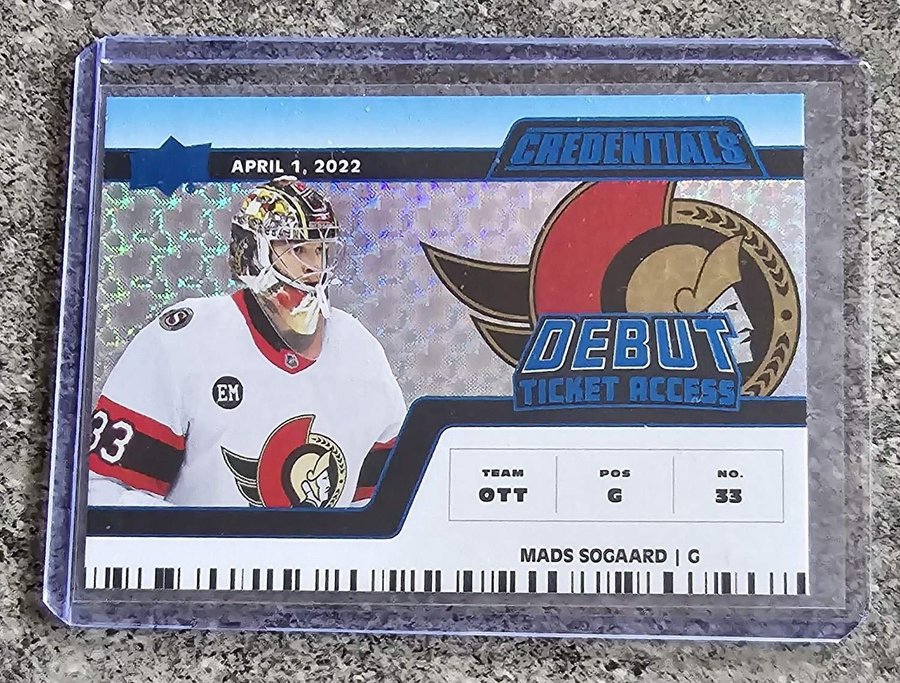 APRIL 1, 2022
CREDENTIALS
DEBUT
TICKET ACCESS
EM
33
TEAM
OTT
POS
G
NO.
33
MADS SOGAARD | G